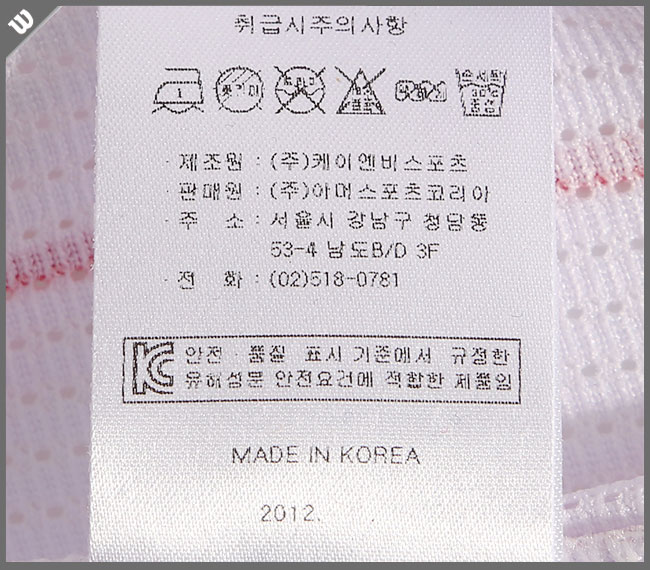 w
취급시주의사항
· 제조원 : (주)케이엔비스포츠
· 판매원 : (주)아머스포츠코리아
· 주 소 : 서울시 강남구 청담동
53-4 남도B/D 3F
· 전 화 : (02)518-0781
KC 안전 · 품질 표시 기준에서 규정한
유해성문 안전요건에 적합한 제품임
MADE IN KOREA
2012.